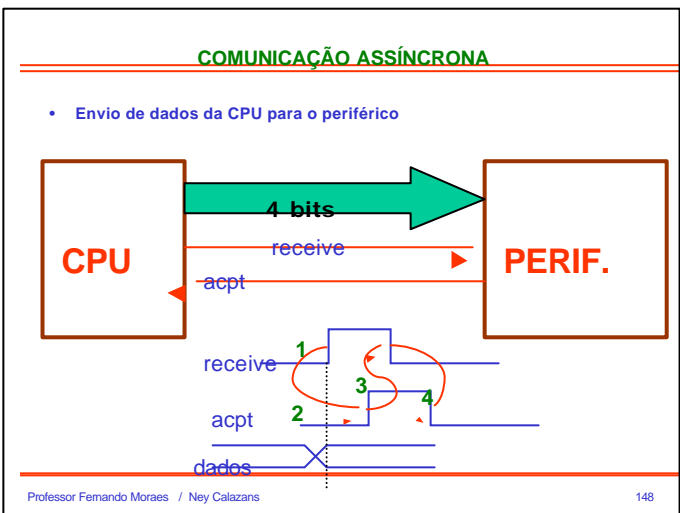 COMUNICAÇÃO ASSÍNCRONA
• Envio de dados da CPU para o periférico
4 bits
receive
CPU
PERIF.
acpt
1
receive
3
4
acpt
2
dados
Professor Fernando Moraes / Ney Calazans
148